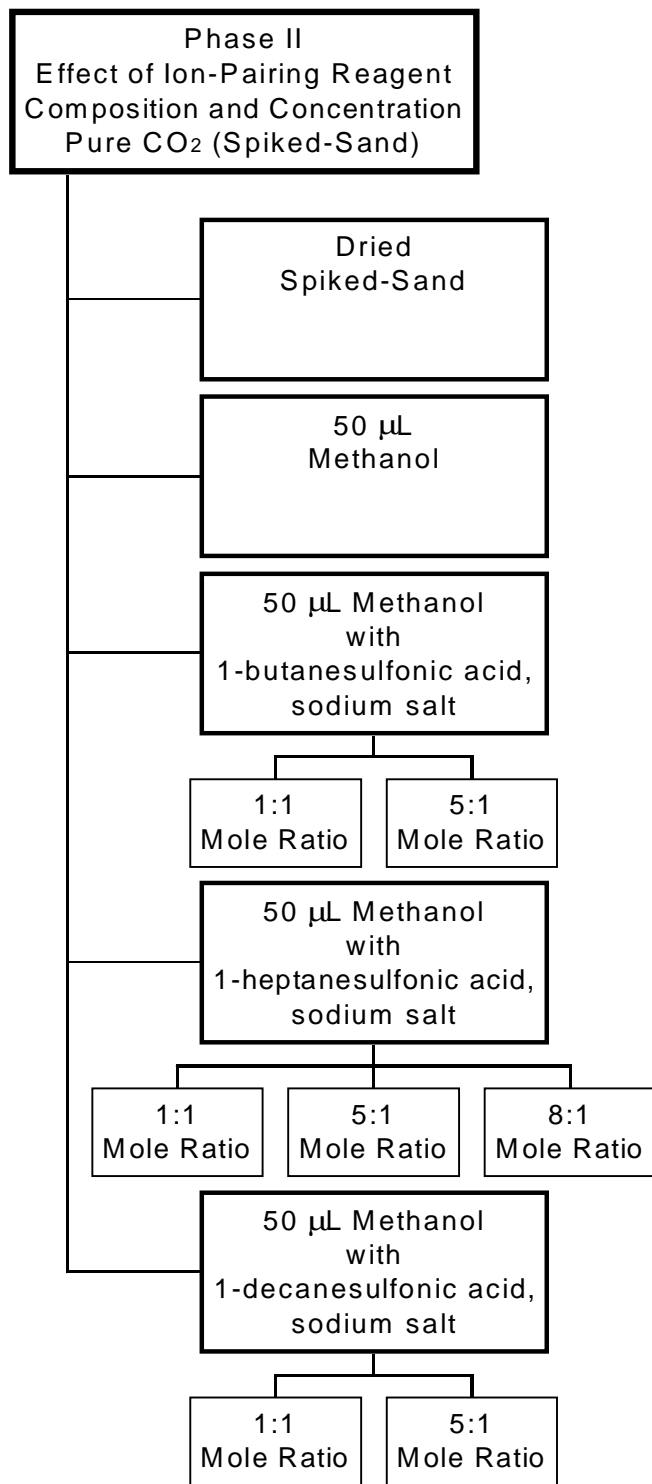 Phase II
Effect of Ion-Pairing Reagent
Composition and Concentration
Pure CO2 (Spiked-Sand)
Dried
Spiked-Sand
50 µL
Methanol
50 µL Methanol
with
1-butanesulfonic acid,
sodium salt
1:1
Mole Ratio
5:1
Mole Ratio
50 µL Methanol
with
1-heptanesulfonic acid,
sodium salt
1:1
Mole Ratio
5:1
Mole Ratio
8:1
Mole Ratio
50 µL Methanol
with
1-decanesulfonic acid,
sodium salt
1:1
Mole Ratio
5:1
Mole Ratio